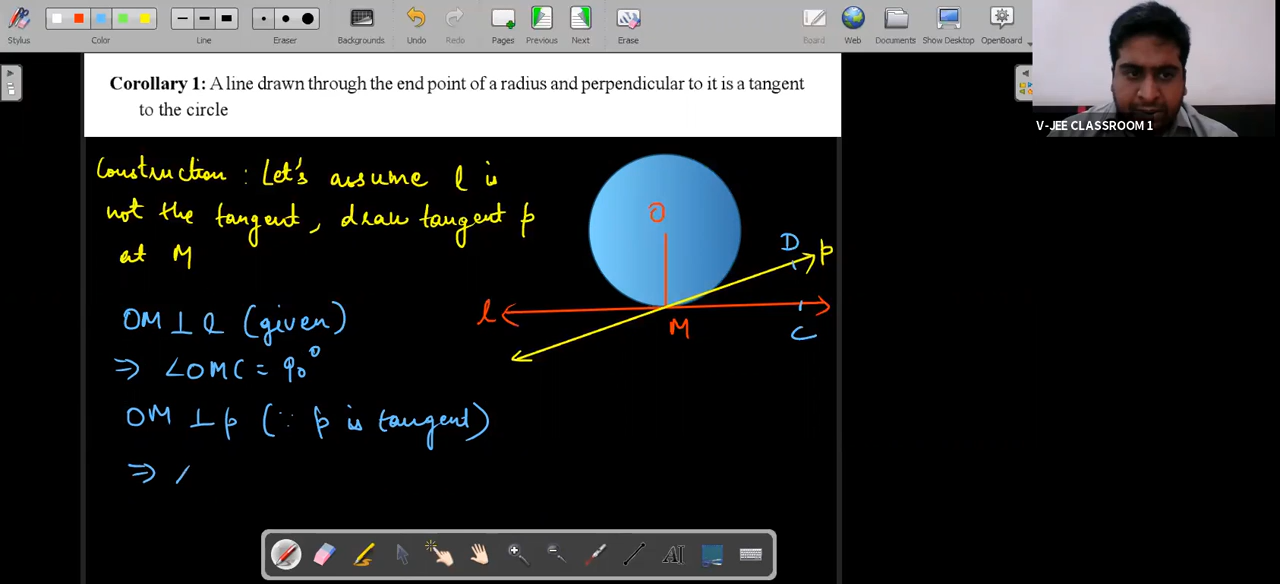 Stylus
Color
Line
Eraser
Backgrounds
Undo
Redo
Pages
Previous
Next
Erase
Board
Web
Documents
Show Desktop
OpenBoard
V-JEE CLASSROOM 1
Corollary 1: A line drawn through the end point of a radius and perpendicular to it is a tangent
to the circle
Construction : Let's assume l is
not the tangent, draw tangent p
at M
OM ⊥ l (given)
⇒ ∠OMC = 90°
OM ⊥ p (∵ p is tangent)
⇒ /
O
D
p
l
M
C
AI